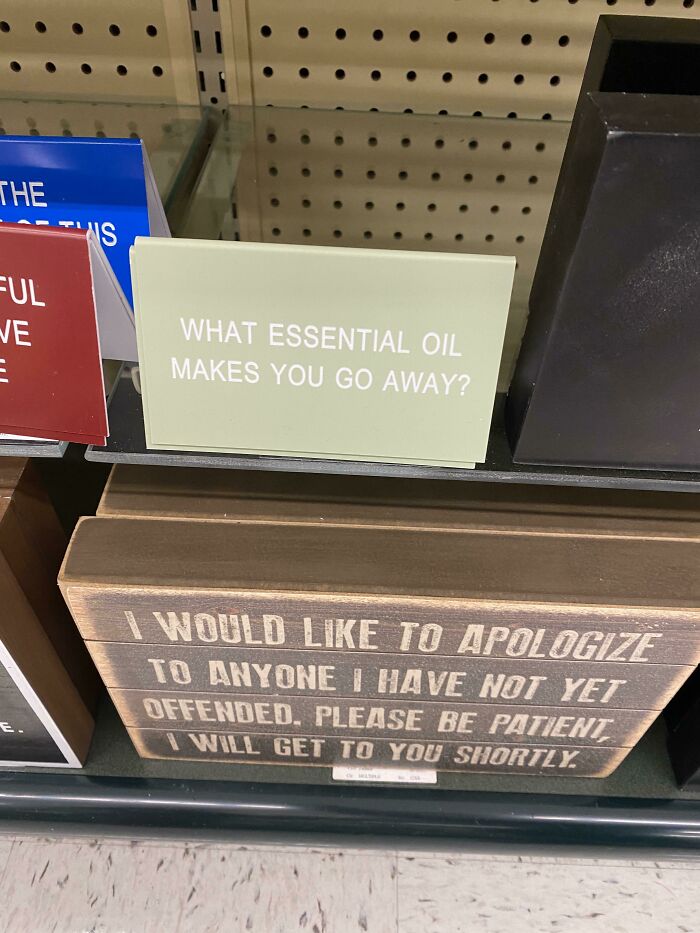 THE
THIS
FUL
VE
E
WHAT ESSENTIAL OIL
MAKES YOU GO AWAY?
I WOULD LIKE TO APOLOGIZE
TO ANYONE I HAVE NOT YET
OFFENDED. PLEASE BE PATIENT,
I WILL GET TO YOU SHORTLY.
E.